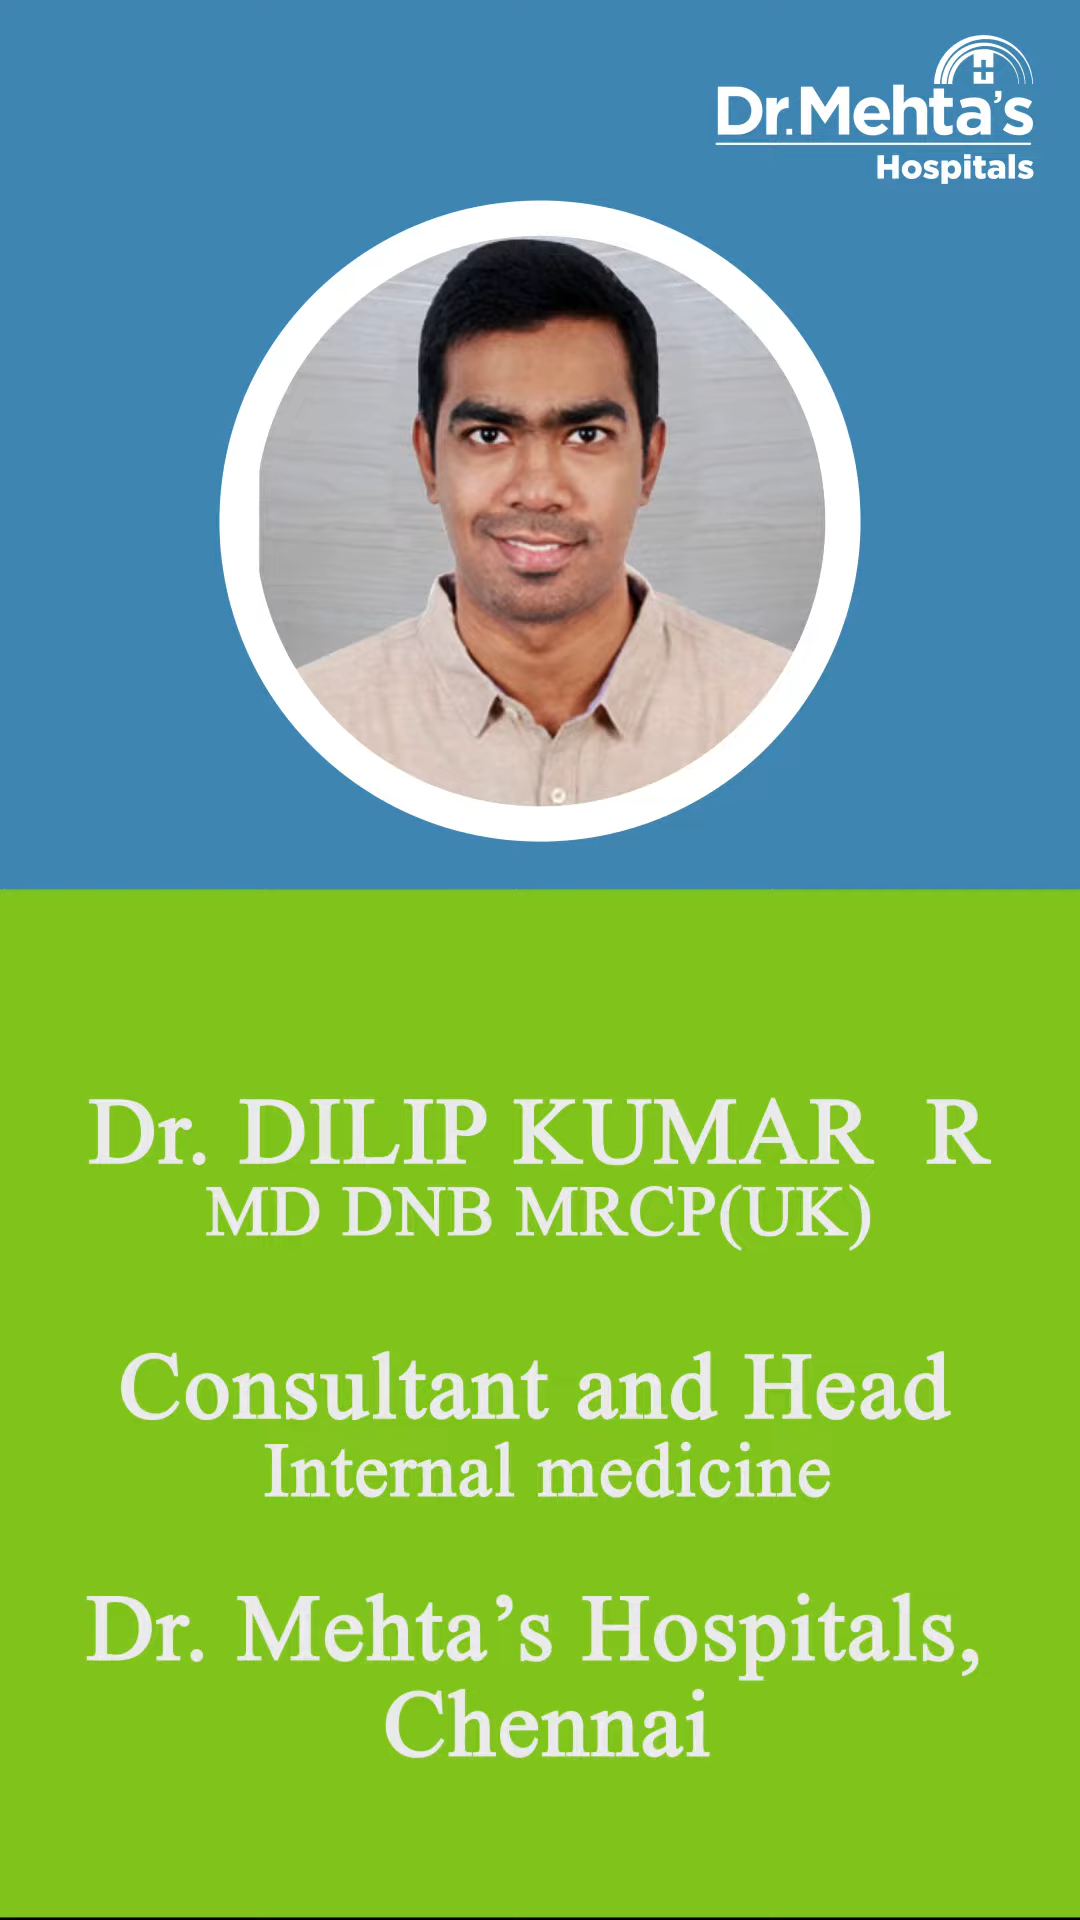 Dr.Mehta's
Hospitals
Dr. DILIP KUMAR R
MD DNB MRCP(UK)
Consultant and Head
Internal medicine
Dr. Mehta’s Hospitals,
Chennai